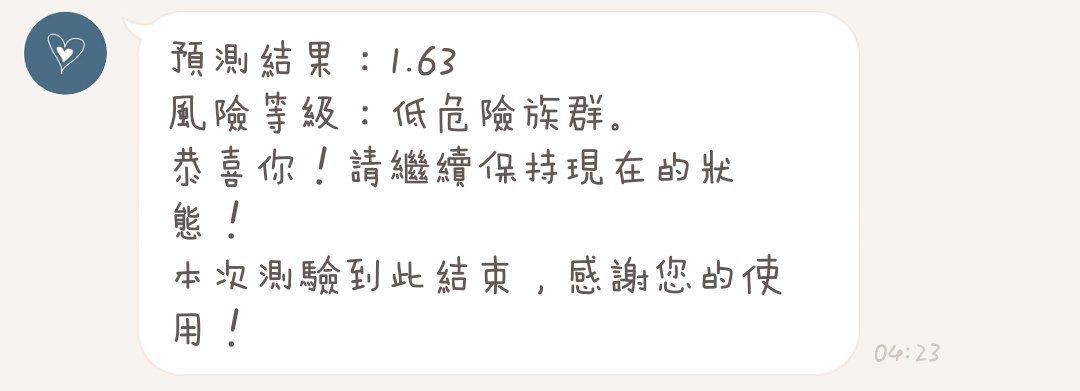 預測結果：1.63
風險等級：低危險族群。
恭喜你！請繼續保持現在的狀
態！
本次測驗到此結束，感謝您的使
用！
04:23